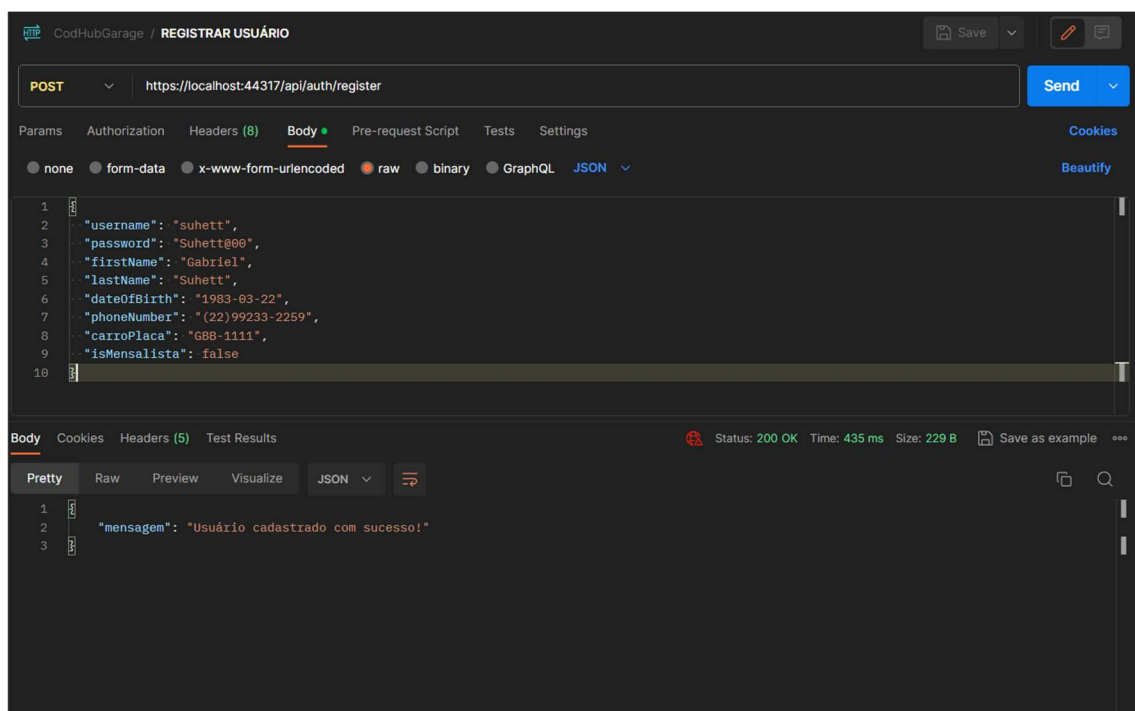 HTTP CodHubGarage / REGISTRAR USUÁRIO Save
POST https://localhost:44317/api/auth/register Send
Params Authorization Headers (8) Body Pre-request Script Tests Settings Cookies
none form-data x-www-form-urlencoded raw binary GraphQL JSON Beautify
1 {
2 "username": "suhett",
3 "password": "Suhett@00",
4 "firstName": "Gabriel",
5 "lastName": "Suhett",
6 "dateOfBirth": "1983-03-22",
7 "phoneNumber": "(22)99233-2259",
8 "carroPlaca": "GBB-1111",
9 "isMensalista": false
10 }
Body Cookies Headers (5) Test Results Status: 200 OK Time: 435 ms Size: 229 B Save as example
Pretty Raw Preview Visualize JSON
1 {
2 "mensagem": "Usuário cadastrado com sucesso!"
3 }